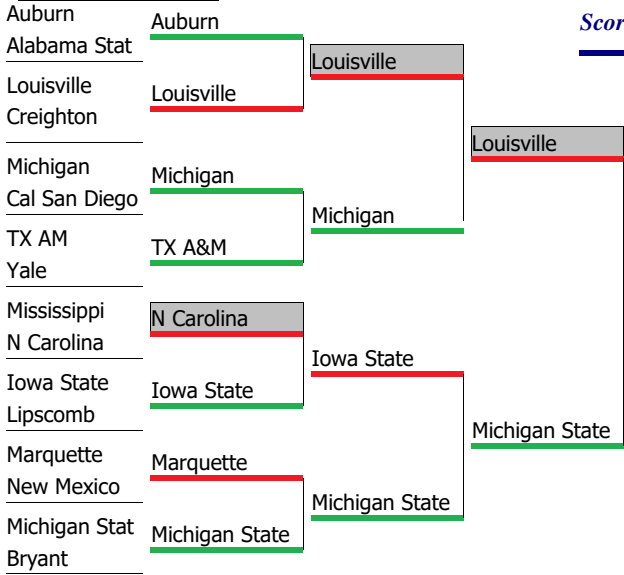 Auburn
Alabama Stat
Louisville
Creighton
Michigan
Cal San Diego
TX AM
Yale
Mississippi
N Carolina
Iowa State
Lipscomb
Marquette
New Mexico
Michigan Stat
Bryant
Auburn
Louisville
Michigan
TX A&M
N Carolina
Iowa State
Marquette
Michigan State
Louisville
Michigan
Iowa State
Michigan State
Louisville
Michigan State
Scor